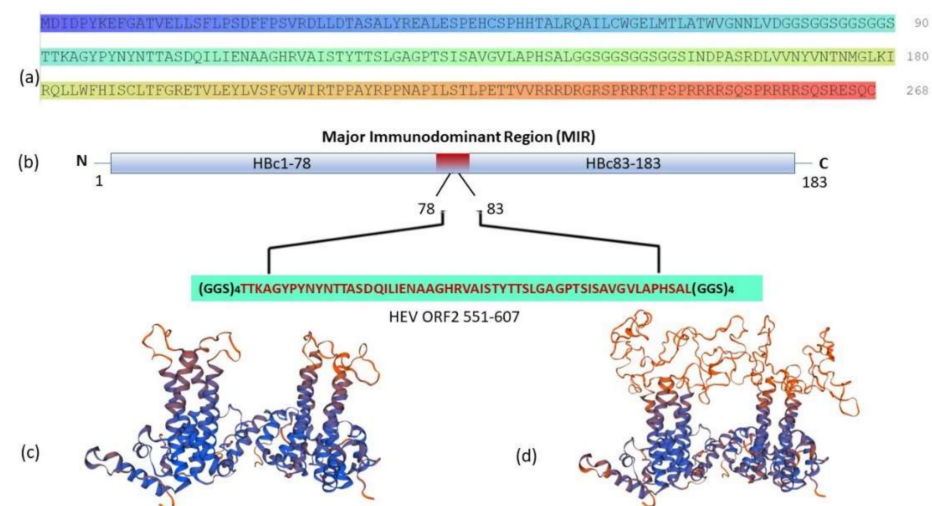 MDIDPYKEFGATVELLSFLPSDFFPSVRDLLDTASALYREALESPEHCSPHHTALRQAILCWGELMTLATWVGNNLVDGGSGGSGGSGGS 90
TTKAGYPYNYNTTASDQILIENAAGHRVAISTYTTSLGAGPTSISAVGVLAPHSALGGSGGSGGSGGSINDPASRDLVVNYVNTNMGLKI 180
(a)
RQLLWFHISCLTFGRETVLEYLVSFGVWIRTPPAYRPPNAPILSTLPETTVVRRRDRGRSPRRRTPSPRRRRSQSPRRRRSQSRESQC 268
Major Immunodominant Region (MIR)
(b) N HBc1-78 HBc83-183 C
1 183
78 83
(GGS)4TTKAGYPYNYNTTASDQILIENAAGHRVAISTYTTSLGAGPTSISAVGVLAPHSAL(GGS)4
HEV ORF2 551-607
(c) (d)